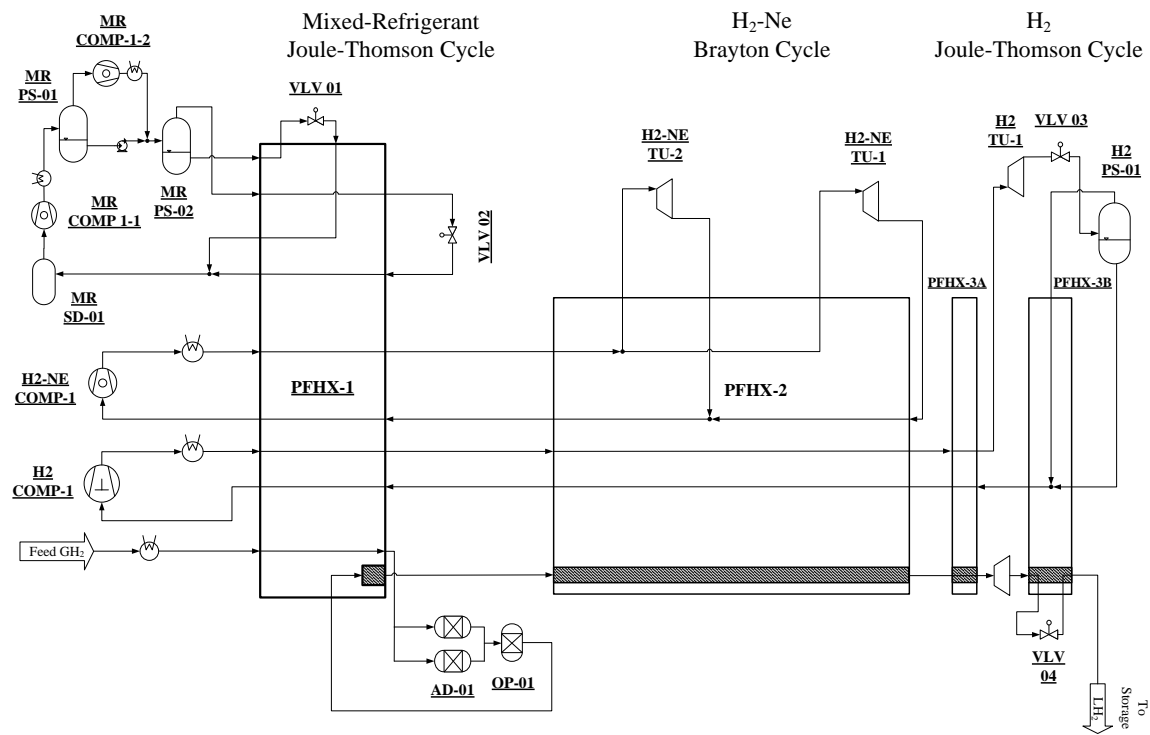 Mixed-Refrigerant
Joule-Thomson Cycle
H2-Ne
Brayton Cycle
H2
Joule-Thomson Cycle
MR
COMP-1-2
MR
PS-01
VLV 01
MR
COMP 1-1
MR
PS-02
VLV 02
MR
SD-01
H2-NE
TU-2
H2-NE
TU-1
H2
TU-1
VLV 03
H2
PS-01
PFHX-3A
PFHX-3B
H2-NE
COMP-1
PFHX-1
PFHX-2
H2
COMP-1
Feed GH2
AD-01
OP-01
VLV
04
LH2
To
Storage